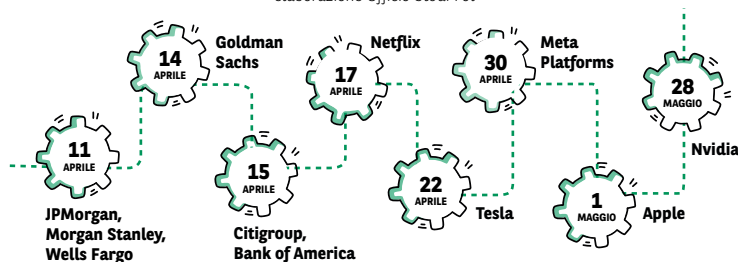 11
APRILE
JPMorgan,
Morgan Stanley,
Wells Fargo
14
APRILE
Goldman
Sachs
15
APRILE
Citigroup,
Bank of America
17
APRILE
Netflix
22
APRILE
Tesla
30
APRILE
Meta
Platforms
1
MAGGIO
Apple
28
MAGGIO
Nvidia